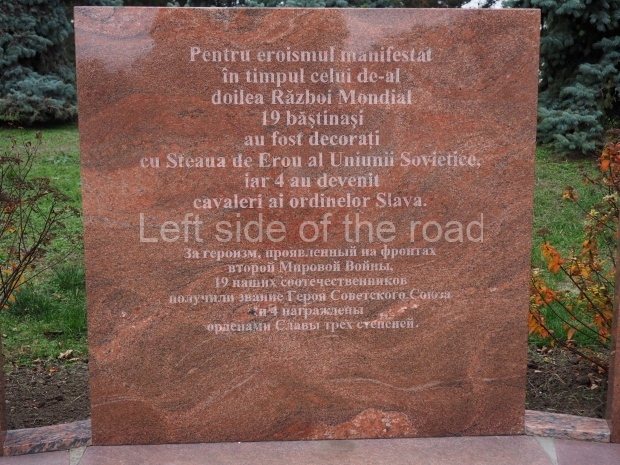 Pentru eroismul manifestat
în timpul celui de-al
doilea Război Mondial
19 băștinași
au fost decorați
cu Steaua de Erou al Uniunii Sovietice,
iar 4 au devenit
cavaleri ai ordinelor Slava.
Left side of the road
За героизм, проявленный на фронтах
второй Мировой Войны,
19 наших соотечественников
получили звание Героя Советского Союза
и 4 награждены
орденами Славы трех степеней.